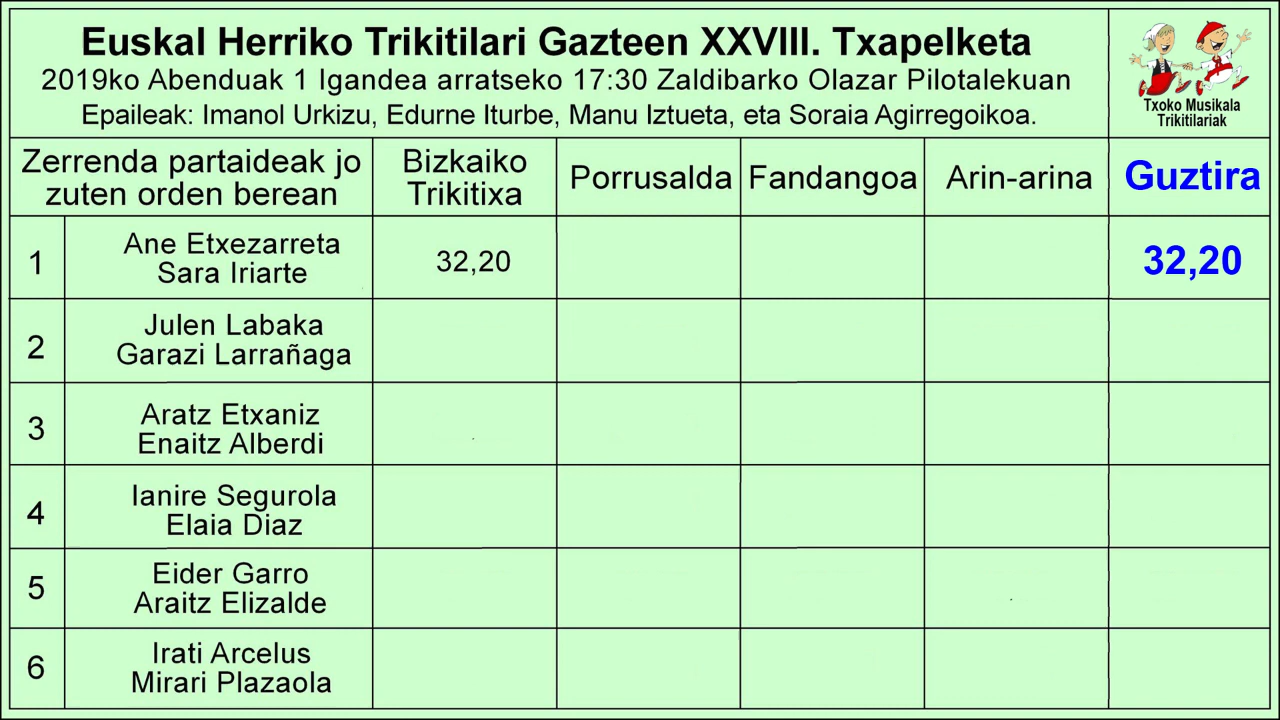 Euskal Herriko Trikitilari Gazteen XXVIII. Txapelketa
2019ko Abenduak 1 Igandea arratseko 17:30 Zaldibarko Olazar Pilotalekuan
Epaileak: Imanol Urkizu, Edurne Iturbe, Manu Iztueta, eta Soraia Agirregoikoa.
Txoko Musikala
Trikitilariak
Zerrenda partaideak jo
zuten orden berean
Bizkaiko
Trikitixa
Porrusalda
Fandangoa
Arin-arina
Guztira
1
Ane Etxezarreta
Sara Iriarte
32,20
32,20
2
Julen Labaka
Garazi Larrañaga
3
Aratz Etxaniz
Enaitz Alberdi
4
Ianire Segurola
Elaia Diaz
5
Eider Garro
Araitz Elizalde
6
Irati Arcelus
Mirari Plazaola